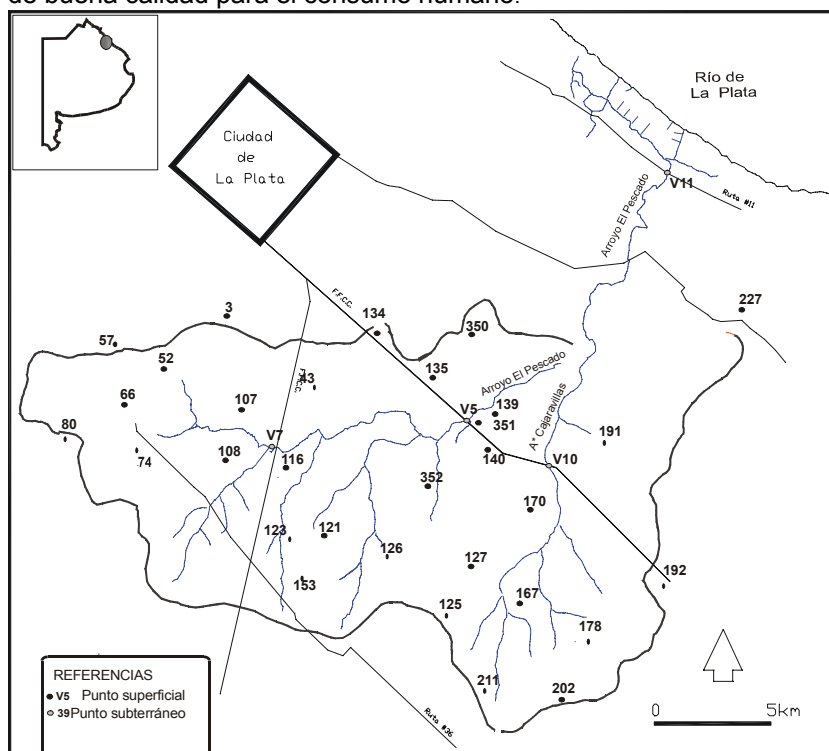 de buena calidad para el consumo humano.
Río de
La Plata
Ciudad
de
La Plata
V11
Ruta #11
Arroyo El Pescado
227
3
F.F.C.C.
134
350
57
52
135
Arroyo El Pescado
43
F.F.C.C.
66
107
V5
139
351
A° Cajaravillas
80
74
108
V7
116
140
191
V10
352
170
123
121
126
127
153
192
167
125
178
211
202
REFERENCIAS
V5 Punto superficial
39 Punto subterráneo
Ruta #36
0 5km